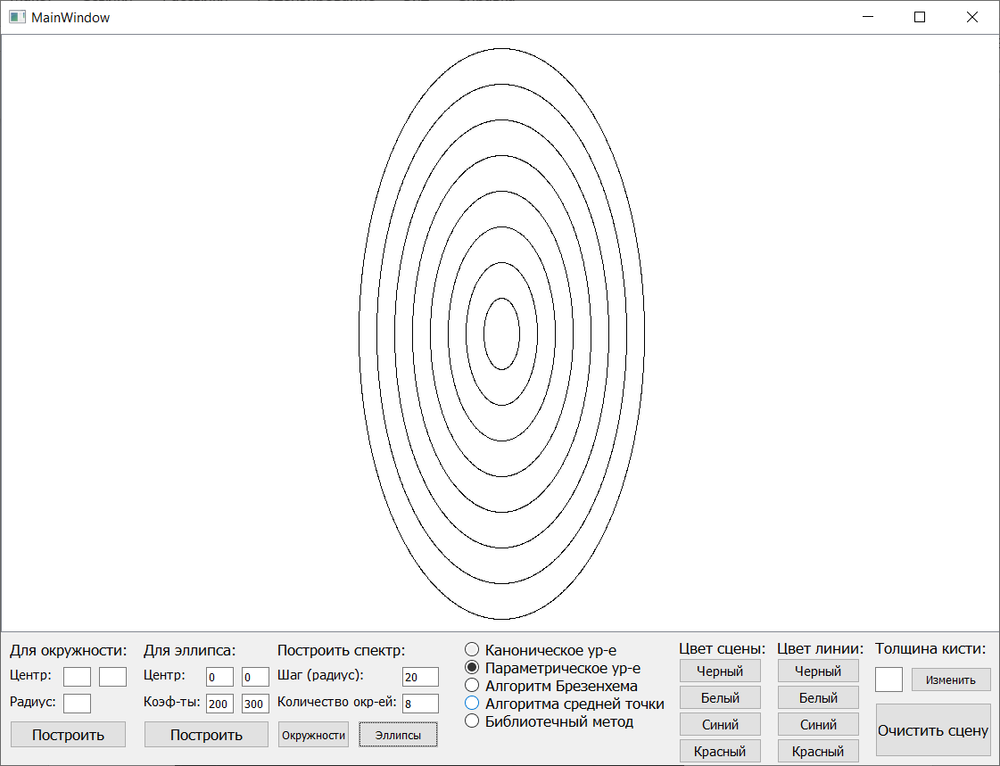 MainWindow
Для окружности:
Центр:
Радиус:
Построить
Для эллипса:
Центр: 0 0
Коэф-ты: 200 300
Построить
Построить спектр:
Шаг (радиус): 20
Количество окр-ей: 8
Окружности Эллипсы
Каноническое ур-е
Параметрическое ур-е
Алгоритм Брезенхема
Алгоритма средней точки
Библиотечный метод
Цвет сцены:
Черный
Белый
Синий
Красный
Цвет линии:
Черный
Белый
Синий
Красный
Толщина кисти:
Изменить
Очистить сцену